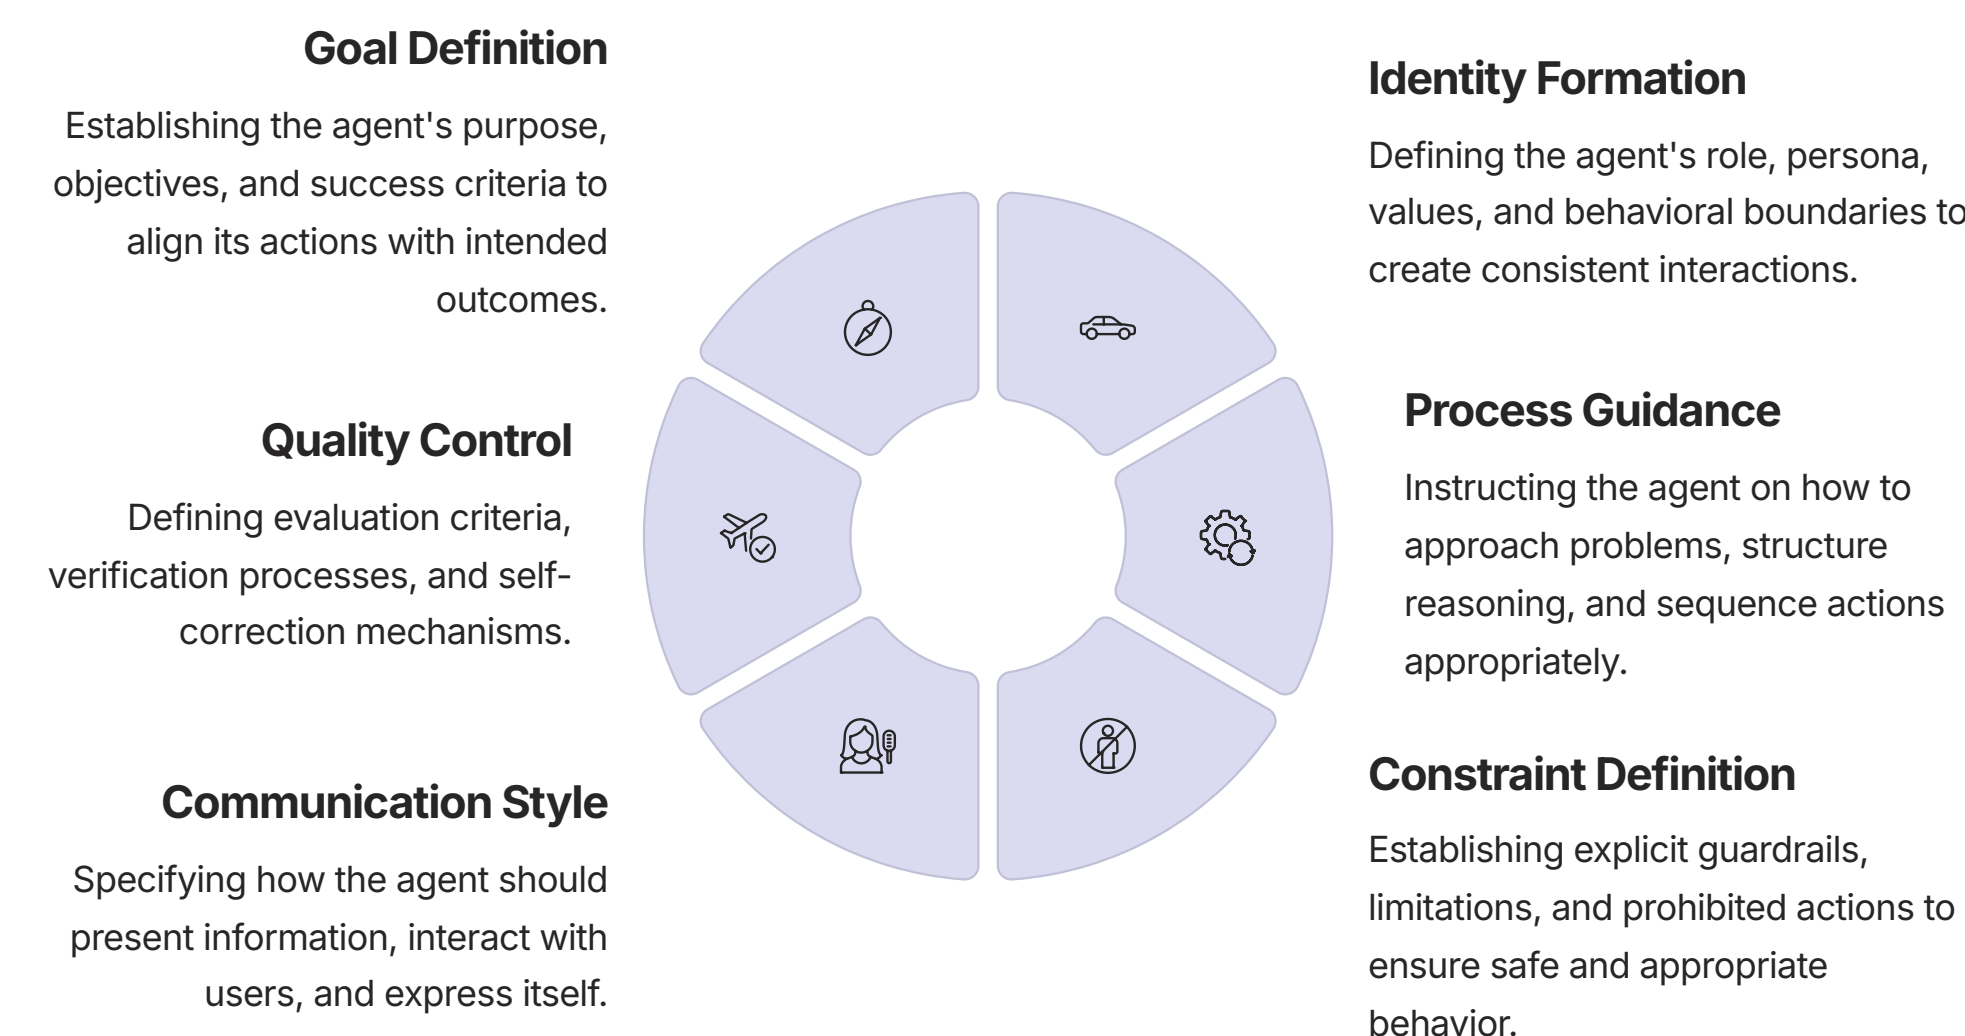 Goal Definition
Establishing the agent's purpose,
objectives, and success criteria to
align its actions with intended
outcomes.
Identity Formation
Defining the agent's role, persona,
values, and behavioral boundaries to
create consistent interactions.
Quality Control
Defining evaluation criteria,
verification processes, and self-
correction mechanisms.
Process Guidance
Instructing the agent on how to
approach problems, structure
reasoning, and sequence actions
appropriately.
Communication Style
Specifying how the agent should
present information, interact with
users, and express itself.
Constraint Definition
Establishing explicit guardrails,
limitations, and prohibited actions to
ensure safe and appropriate
behavior.